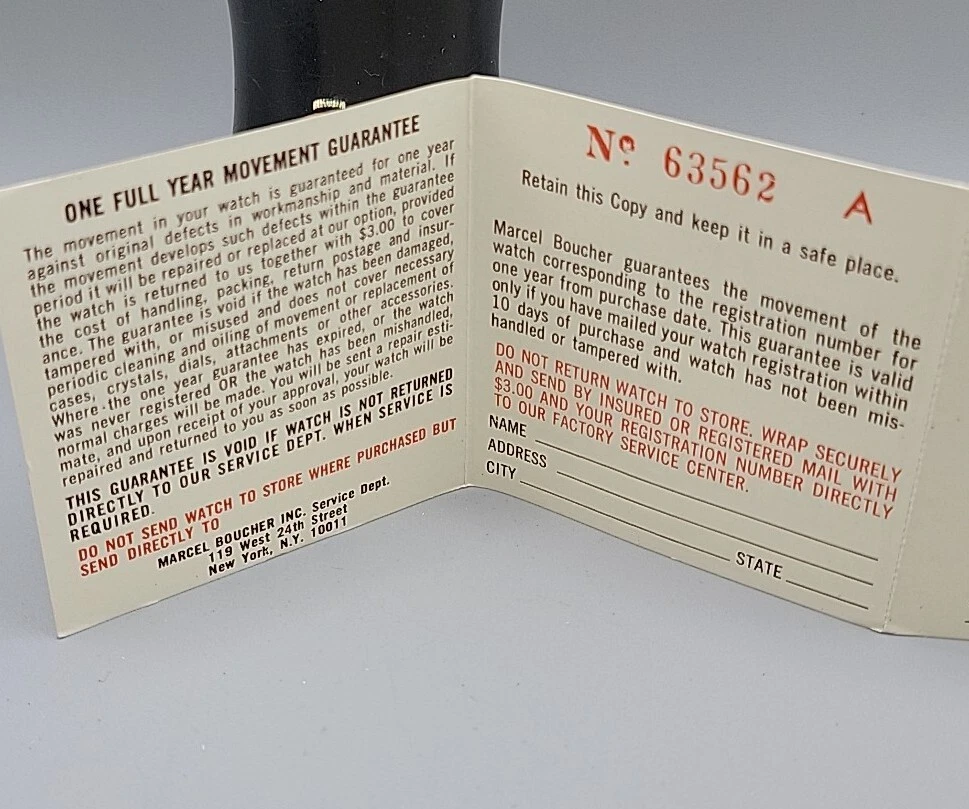 ONE FULL YEAR MOVEMENT GUARANTEE
The movement in your watch is guaranteed for one year
against original defects in workmanship and material. If
the movement develops such defects within the guarantee
period it will be repaired or replaced at our option, provided
the watch is returned to us together with $3.00 to cover
the cost of handling, packing, return postage and insur-
ance. The guarantee is void if the watch has been damaged,
tampered with, or misused and does not cover necessary
periodic cleaning and oiling of movement or replacement of
cases, crystals, dials, attachments or other accessories.
Where the one year guarantee has expired, or the watch
was never registered OR the watch has been mishandled,
normal charges will be made. You will be sent a repair esti-
mate, and upon receipt of your approval, your watch will be
repaired and returned to you as soon as possible.
THIS GUARANTEE IS VOID IF WATCH IS NOT RETURNED
DIRECTLY TO OUR SERVICE DEPT. WHEN SERVICE IS
REQUIRED.
DO NOT SEND WATCH TO STORE WHERE PURCHASED BUT
SEND DIRECTLY TO
MARCEL BOUCHER INC. Service Dept.
119 West 24th Street
New York, N.Y. 10011
Nº 63562 A
Retain this Copy and keep it in a safe place.
Marcel Boucher guarantees the movement of the
watch corresponding to the registration number for
one year from purchase date. This guarantee is valid
only if you have mailed your watch registration within
10 days of purchase and watch has not been mis-
handled or tampered with.
DO NOT RETURN WATCH TO STORE. WRAP SECURELY
AND SEND BY INSURED OR REGISTERED MAIL WITH
$3.00 AND YOUR REGISTRATION NUMBER DIRECTLY
TO OUR FACTORY SERVICE CENTER.
NAME
ADDRESS
CITY STATE